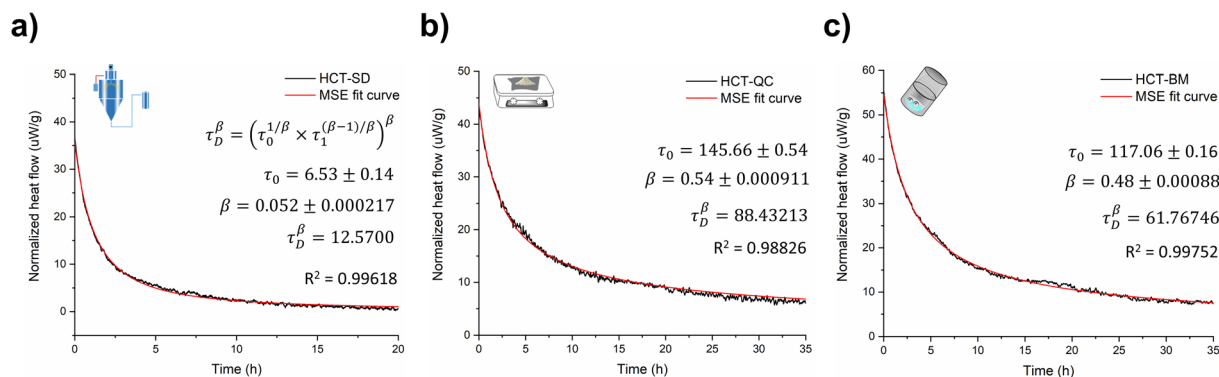 a)
50
40
30
20
10
0
Normalized heat flow (uW/g)
0 5 10 15 20
Time (h)
HCT-SD
MSE fit curve
τ_D^β = (τ_0^{1/β} × τ_1^{(β−1)/β})^β
τ_0 = 6.53 ± 0.14
β = 0.052 ± 0.000217
τ_D^β = 12.5700
R² = 0.99618
b)
50
40
30
20
10
0
Normalized heat flow (uW/g)
0 5 10 15 20 25 30 35
Time (h)
HCT-QC
MSE fit curve
τ_0 = 145.66 ± 0.54
β = 0.54 ± 0.000911
τ_D^β = 88.43213
R² = 0.98826
c)
60
50
40
30
20
10
0
Normalized heat flow (uW/g)
0 5 10 15 20 25 30 35
Time (h)
HCT-BM
MSE fit curve
τ_0 = 117.06 ± 0.16
β = 0.48 ± 0.00088
τ_D^β = 61.76746
R² = 0.99752